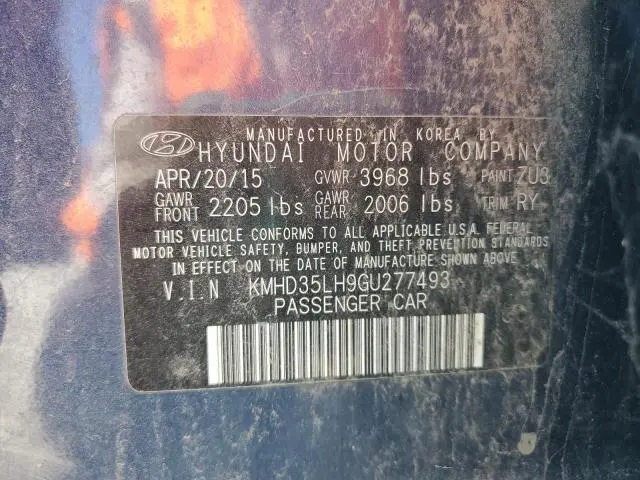 MANUFACTURED IN KOREA BY
HYUNDAI MOTOR COMPANY
APR/20/15 GVWR 3968 lbs PAINT ZU3
GAWR FRONT 2205 lbs GAWR REAR 2006 lbs TRIM RY
THIS VEHICLE CONFORMS TO ALL APPLICABLE U.S.A. FEDERAL
MOTOR VEHICLE SAFETY, BUMPER, AND THEFT PREVENTION STANDARDS
IN EFFECT ON THE DATE OF MANUFACTURE SHOWN ABOVE.
V.I.N KMHD35LH9GU277493
PASSENGER CAR